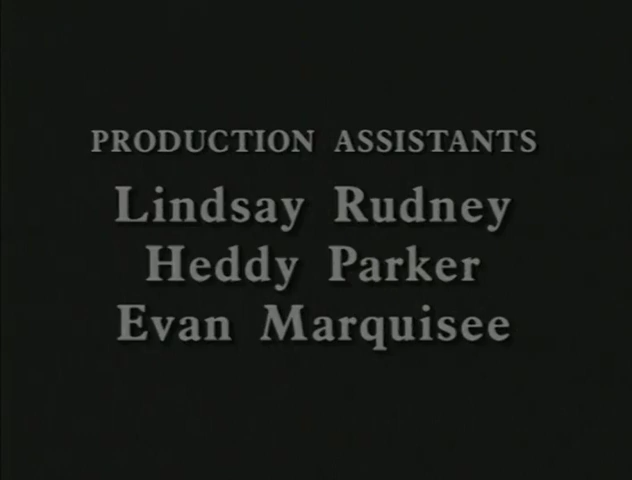 PRODUCTION ASSISTANTS
Lindsay Rudney
Heddy Parker
Evan Marquisee